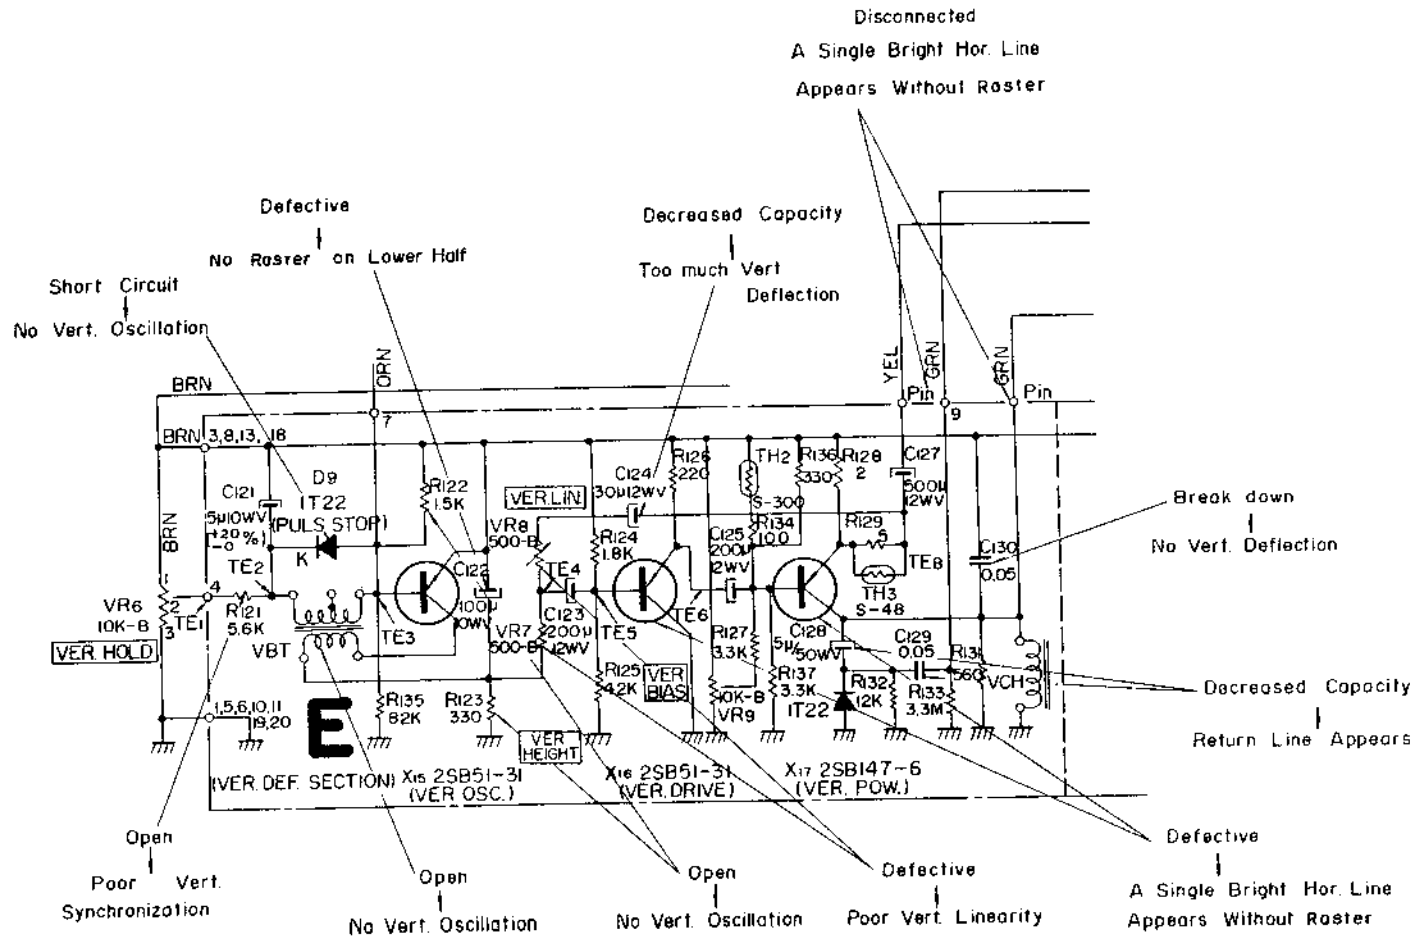 Disconnected
A Single Bright Hor. Line
Appears Without Raster
Defective
No Raster on Lower Half
Decreased Capacity
Too much Vert
Deflection
Short Circuit
No Vert. Oscillation
BRN
ORN
YEL
GRN
GRN
Pin
9
Pin
7
BRN 3,8,13, 18
C121
5μ10WV
D9
1T22
(PULS STOP)
K
R122
1.5K
VER.LIN
VR8
500-B
C124
30μ12WV
R126
220
TH2
S-300
R136
330
R128
2
C127
500μ
12WV
Break down
No Vert. Deflection
BRN
R124
1.8K
C125
200μ
12WV
R134
100
R129
5
TE8
TH3
S-48
C130
0.05
TE2
4
TE1
VR6
10K-B
2
3
VER. HOLD
R121
5.6K
VBT
TE3
C122
100μ
10WV
TE4
C123
200μ
12WV
VR7
500-B
TE5
TE6
R127
3.3K
C128
5μ/50WV
C129
0.05
R131
560
VCH
R125
4.2K
VER
BIAS
10K-B
VR9
R137
3.3K
1T22
R132
12K
R133
3.3M
Decreased Capacity
Return Line Appears
1,5,6,10,11
19,20
E
R135
82K
R123
330
VER
HEIGHT
(VER. DEF. SECTION)
X15 2SB51-31
(VER OSC.)
X16 2SB51-31
(VER. DRIVE)
X17 2SB147-6
(VER. POW.)
Open
Poor Vert.
Synchronization
Open
No Vert. Oscillation
Open
No Vert. Oscillation
Defective
Poor Vert. Linearity
Defective
A Single Bright Hor. Line
Appears Without Raster